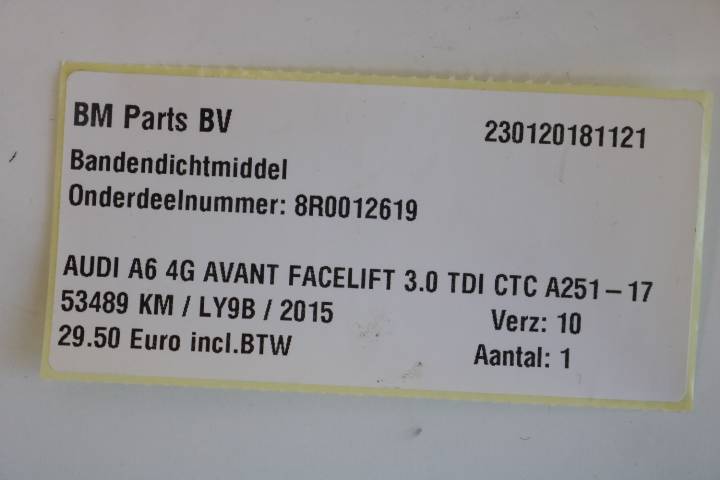 BM Parts BV 230120181121
Bandendichtmiddel
Onderdeelnummer: 8R0012619
AUDI A6 4G AVANT FACELIFT 3.0 TDI CTC A251-17
53489 KM / LY9B / 2015 Verz: 10
29.50 Euro incl.BTW Aantal: 1